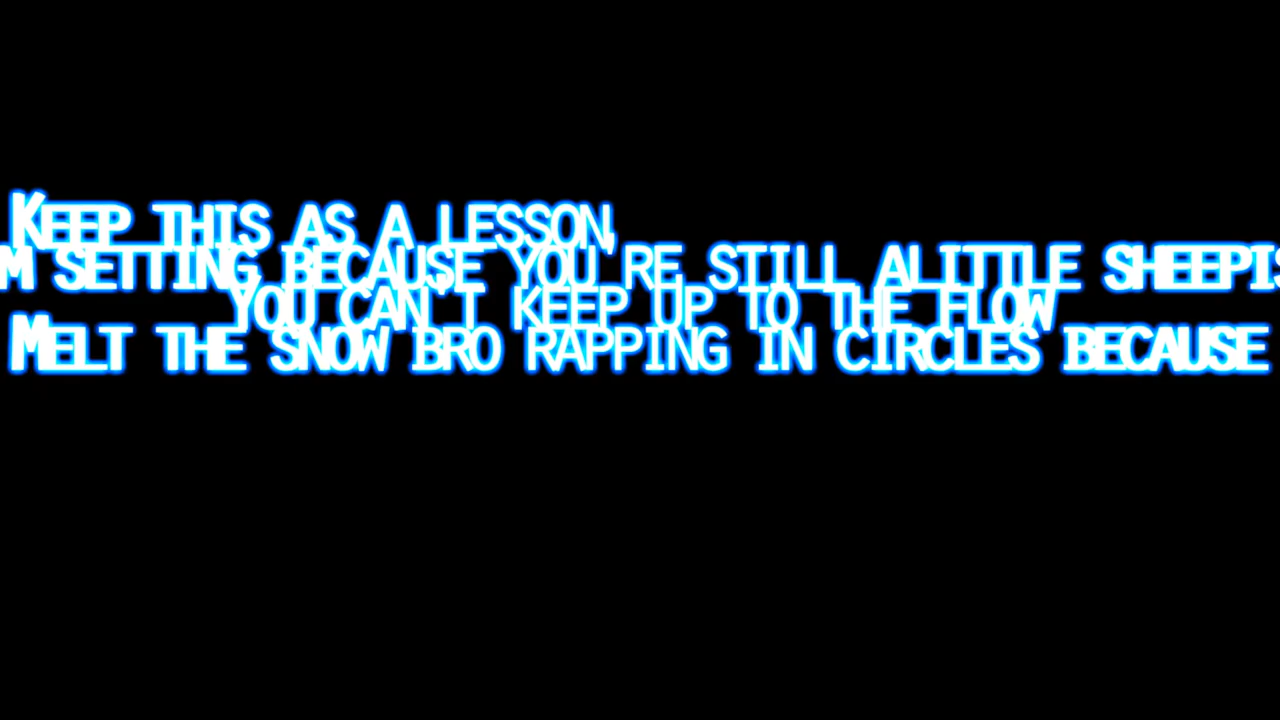 Keep this as a lesson,
m setting because you're still alittle sheepis
you can't keep up to the flow
Melt the snow bro rapping in circles because